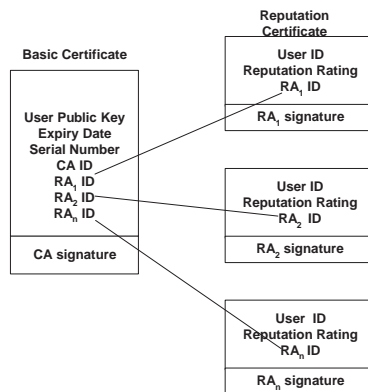 Basic Certificate
User Public Key
Expiry Date
Serial Number
CA ID
RA₁ ID
RA₂ ID
RAₙ ID
CA signature
Reputation
Certificate
User ID
Reputation Rating
RA₁ ID
RA₁ signature
User ID
Reputation Rating
RA₂ ID
RA₂ signature
User ID
Reputation Rating
RAₙ ID
RAₙ signature